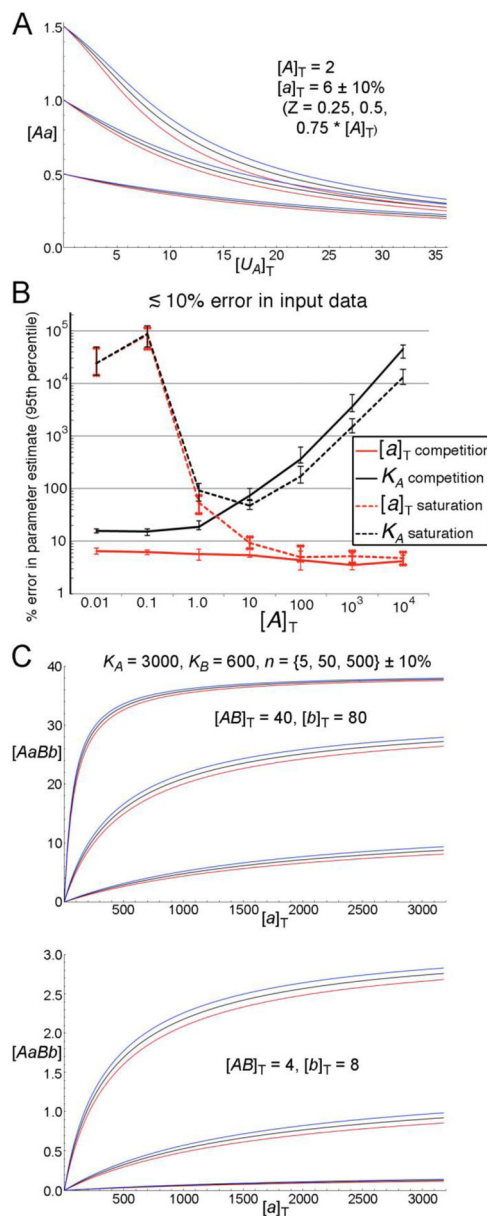 A
[A]T = 2
[a]T = 6 ± 10%
(Z = 0.25, 0.5,
0.75 * [A]T)
[Aa]
1.5
1.0
0.5
0.0
5 10 15 20 25 30 35
[UA]T
B
≲ 10% error in input data
% error in parameter estimate (95th percentile)
10^5
10^4
10^3
100
10
1
0.01 0.1 1.0 10 100 10^3 10^4
[A]T
[a]T competition
KA competition
[a]T saturation
KA saturation
C
KA = 3000, KB = 600, n = {5, 50, 500} ± 10%
[AB]T = 40, [b]T = 80
[AaBb]
40
30
20
10
0
500 1000 1500 2000 2500 3000
[a]T
3.0
2.5
2.0
[AaBb]
1.5
1.0
0.5
0.0
[AB]T = 4, [b]T = 8
500 1000 1500 2000 2500 3000
[a]T